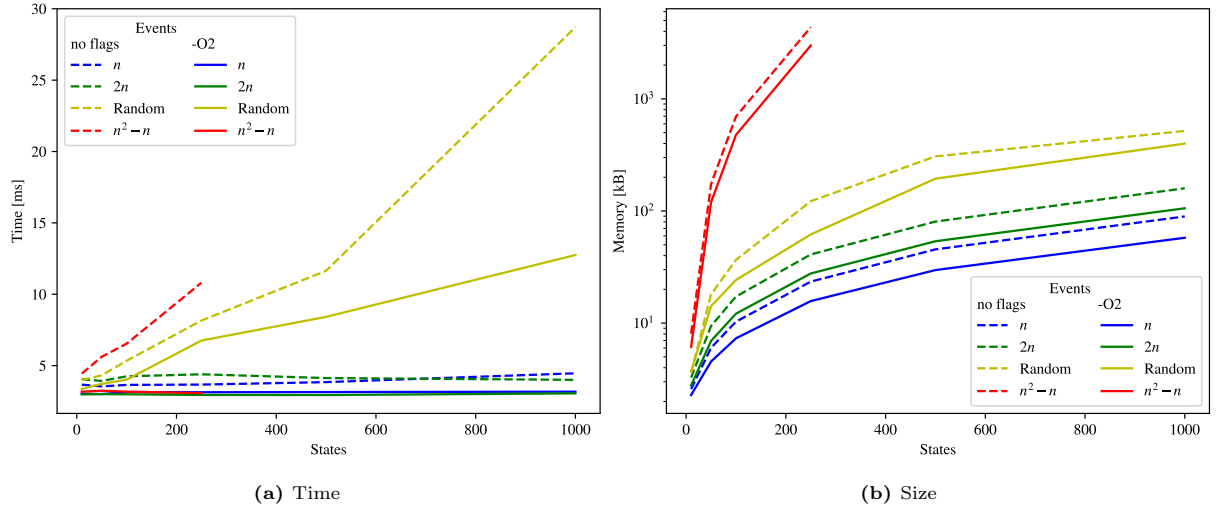 30
25
20
15
10
5
Time [ms]
0
200
400
600
800
1000
States
Events
no flags
-O2
n
n
2n
2n
Random
Random
n² − n
n² − n
(a) Time
10³
10²
10¹
Memory [kB]
0
200
400
600
800
1000
States
Events
no flags
-O2
n
n
2n
2n
Random
Random
n² − n
n² − n
(b) Size